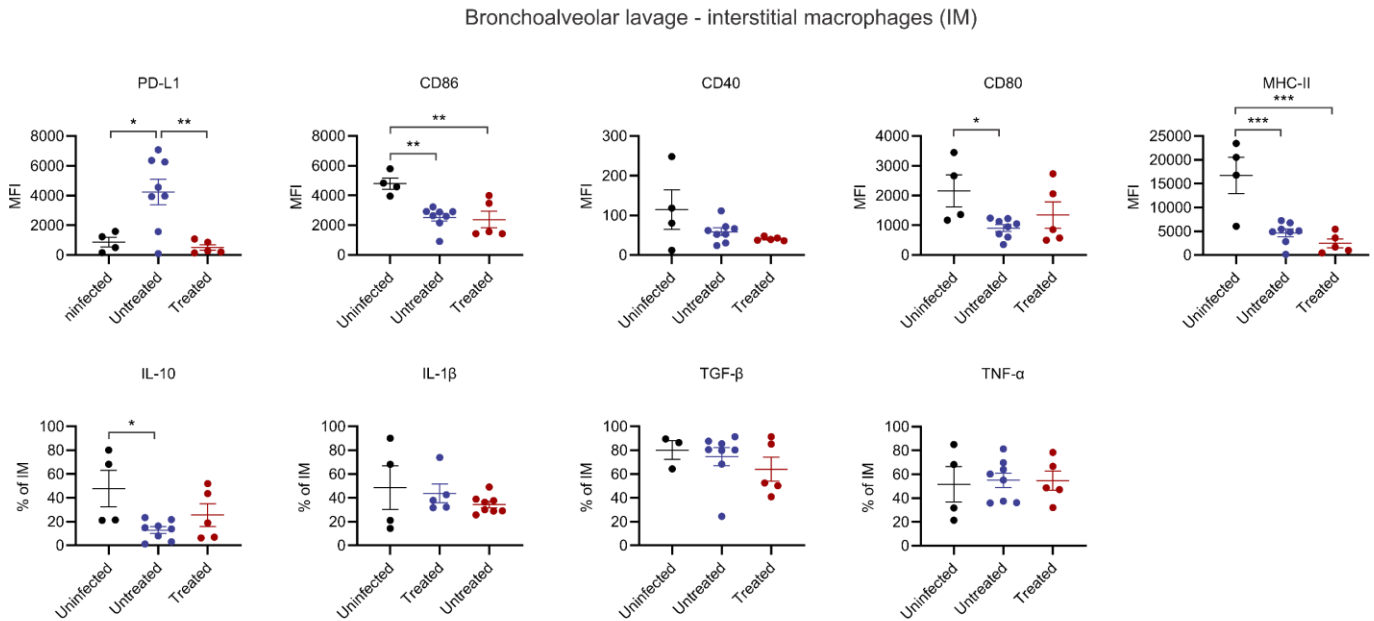 Bronchoalveolar lavage - interstitial macrophages (IM)
PD-L1
CD86
CD40
CD80
MHC-II
* **
** **
*
*** ***
MFI
8000
6000
4000
2000
0
ninfected
Untreated
Treated
MFI
8000
6000
4000
2000
0
Uninfected
Untreated
Treated
MFI
300
200
100
0
Uninfected
Untreated
Treated
MFI
4000
3000
2000
1000
0
Uninfected
Untreated
Treated
MFI
25000
20000
15000
10000
5000
0
Uninfected
Untreated
Treated
IL-10
IL-1β
TGF-β
TNF-α
*
% of IM
100
80
60
40
20
0
Uninfected
Untreated
Treated
% of IM
100
80
60
40
20
0
Uninfected
Treated
Untreated
% of IM
100
80
60
40
20
0
Uninfected
Untreated
Treated
% of IM
100
80
60
40
20
0
Uninfected
Untreated
Treated